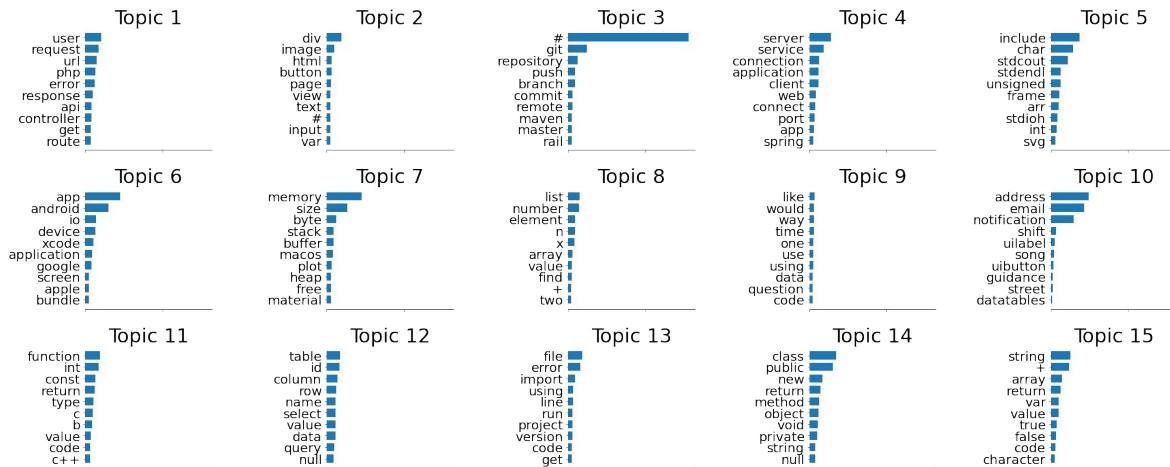 Topic 1
user
request
url
php
error
response
api
controller
get
route
Topic 2
div
image
html
button
page
view
text
#
input
var
Topic 3
#
git
repository
push
branch
commit
remote
maven
master
rail
Topic 4
server
service
connection
application
client
web
connect
port
app
spring
Topic 5
include
char
stdcout
stdendl
unsigned
frame
arr
stdioh
int
svg
Topic 6
app
android
io
device
xcode
application
google
screen
apple
bundle
Topic 7
memory
size
byte
stack
buffer
macos
plot
heap
free
material
Topic 8
list
number
element
n
x
array
value
find
+
two
Topic 9
like
would
way
time
one
use
using
data
question
code
Topic 10
address
email
notification
shift
uilabel
song
uibutton
guidance
street
datatables
Topic 11
function
int
const
return
type
c
b
value
code
c++
Topic 12
table
id
column
row
name
select
value
data
query
null
Topic 13
file
error
import
using
line
run
project
version
code
get
Topic 14
class
public
new
return
method
object
void
private
string
null
Topic 15
string
+
array
return
var
value
true
false
code
character